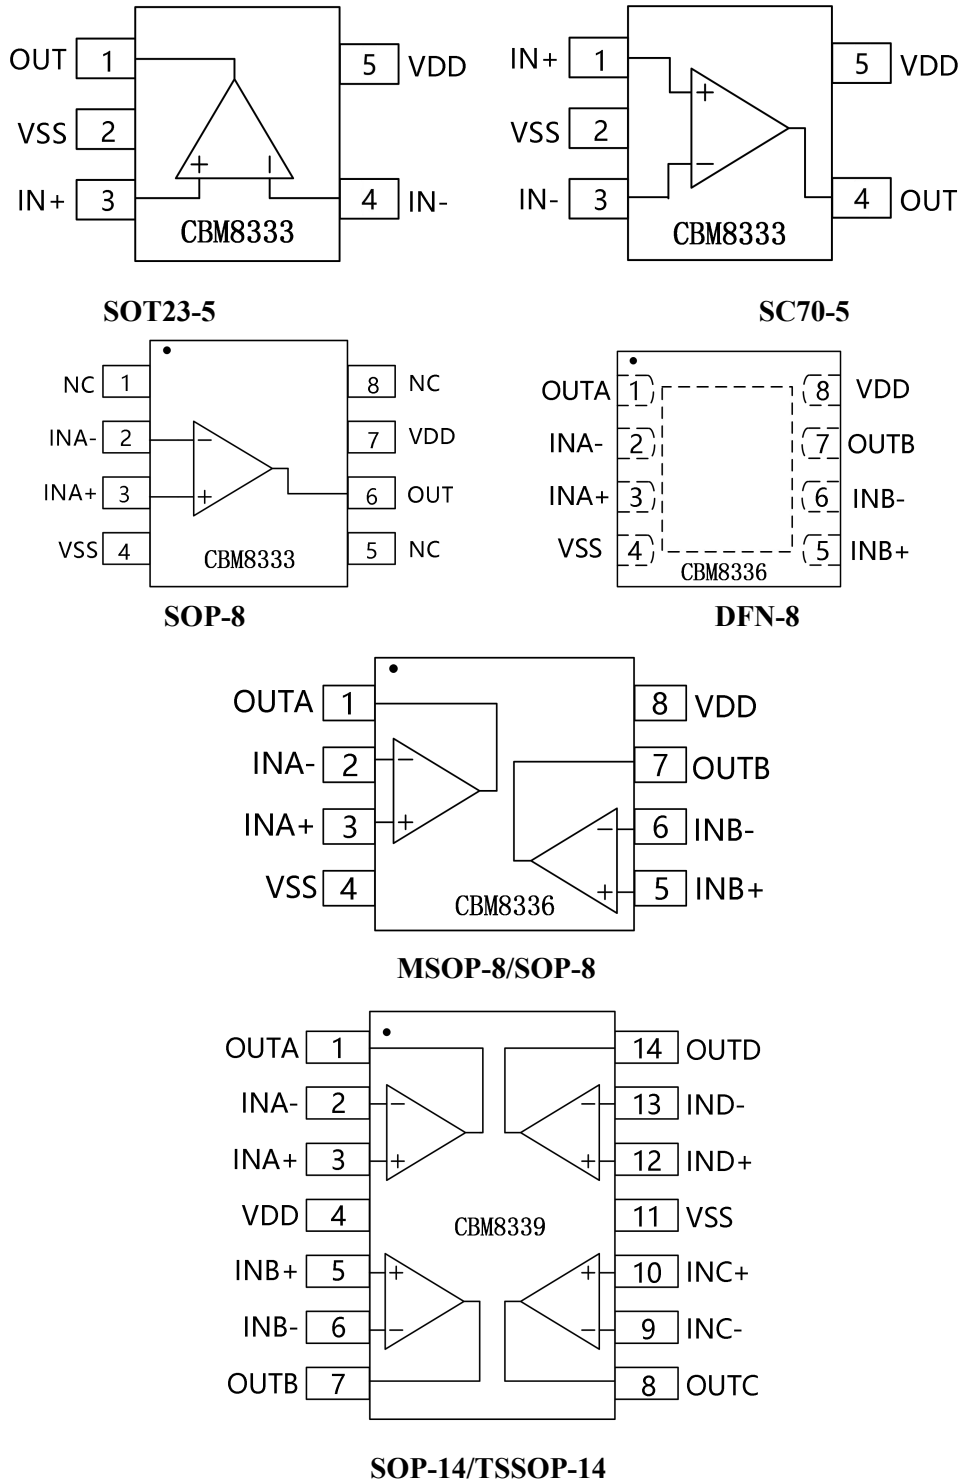 OUT 1 5 VDD
VSS 2
IN+ 3 + - 4 IN-
CBM8333
SOT23-5
IN+ 1 5 VDD
VSS 2 +
IN- 3 - 4 OUT
CBM8333
SC70-5
NC 1 8 NC
INA- 2 - 7 VDD
INA+ 3 + 6 OUT
VSS 4 5 NC
CBM8333
SOP-8
OUTA 1 8 VDD
INA- 2 7 OUTB
INA+ 3 6 INB-
VSS 4 5 INB+
CBM8336
DFN-8
OUTA 1 8 VDD
INA- 2 - 7 OUTB
INA+ 3 + - 6 INB-
VSS 4 + 5 INB+
CBM8336
MSOP-8/SOP-8
OUTA 1 14 OUTD
INA- 2 - - 13 IND-
INA+ 3 + + 12 IND+
VDD 4 11 VSS
CBM8339
INB+ 5 + + 10 INC+
INB- 6 - - 9 INC-
OUTB 7 8 OUTC
SOP-14/TSSOP-14